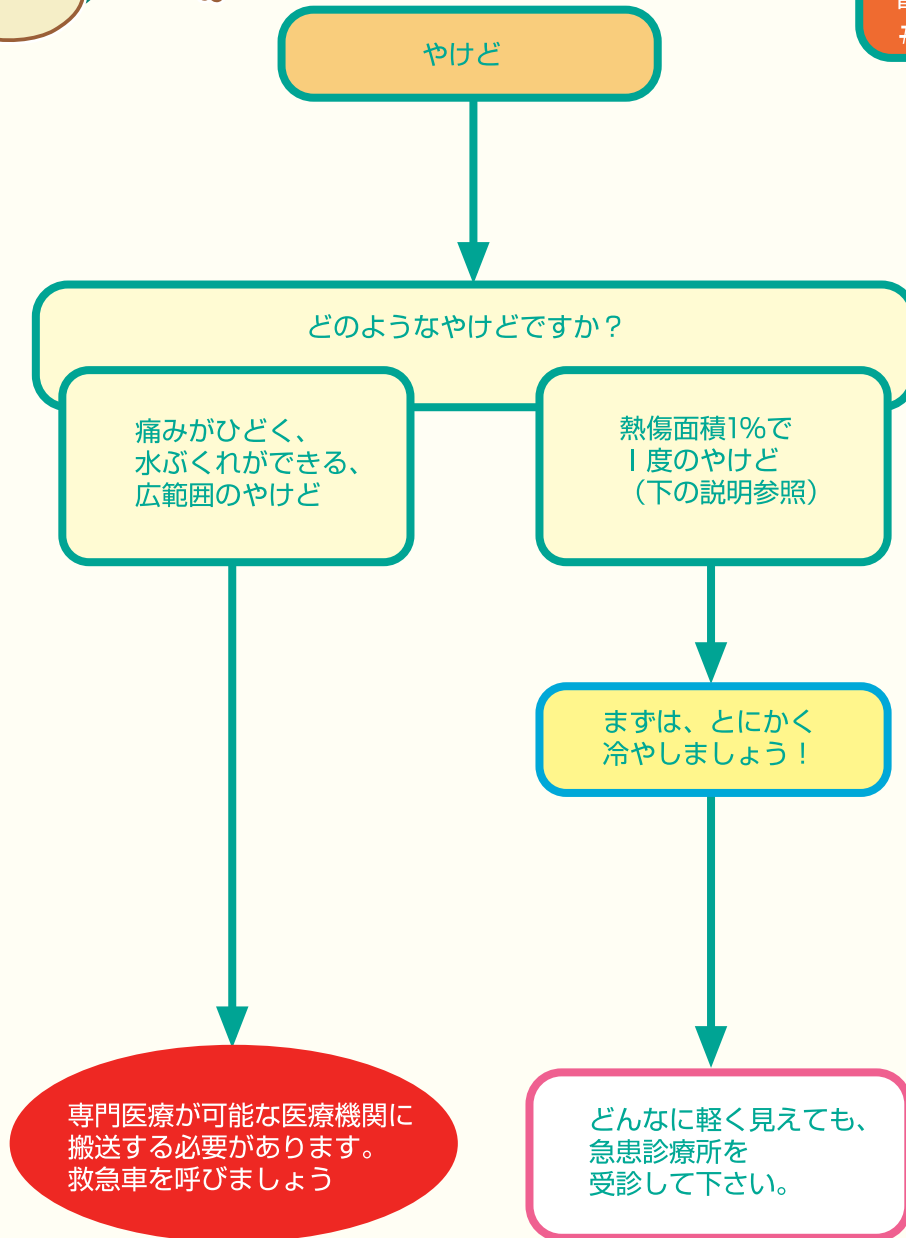 やけど
どのようなやけどですか？
痛みがひどく、
水ぶくれができる、
広範囲のやけど
熱傷面積1%で
Ⅰ度のやけど
（下の説明参照）
まずは、とにかく
冷やしましょう！
専門医療が可能な医療機関に
搬送する必要があります。
救急車を呼びましょう
どんなに軽く見えても、
急患診療所を
受診して下さい。